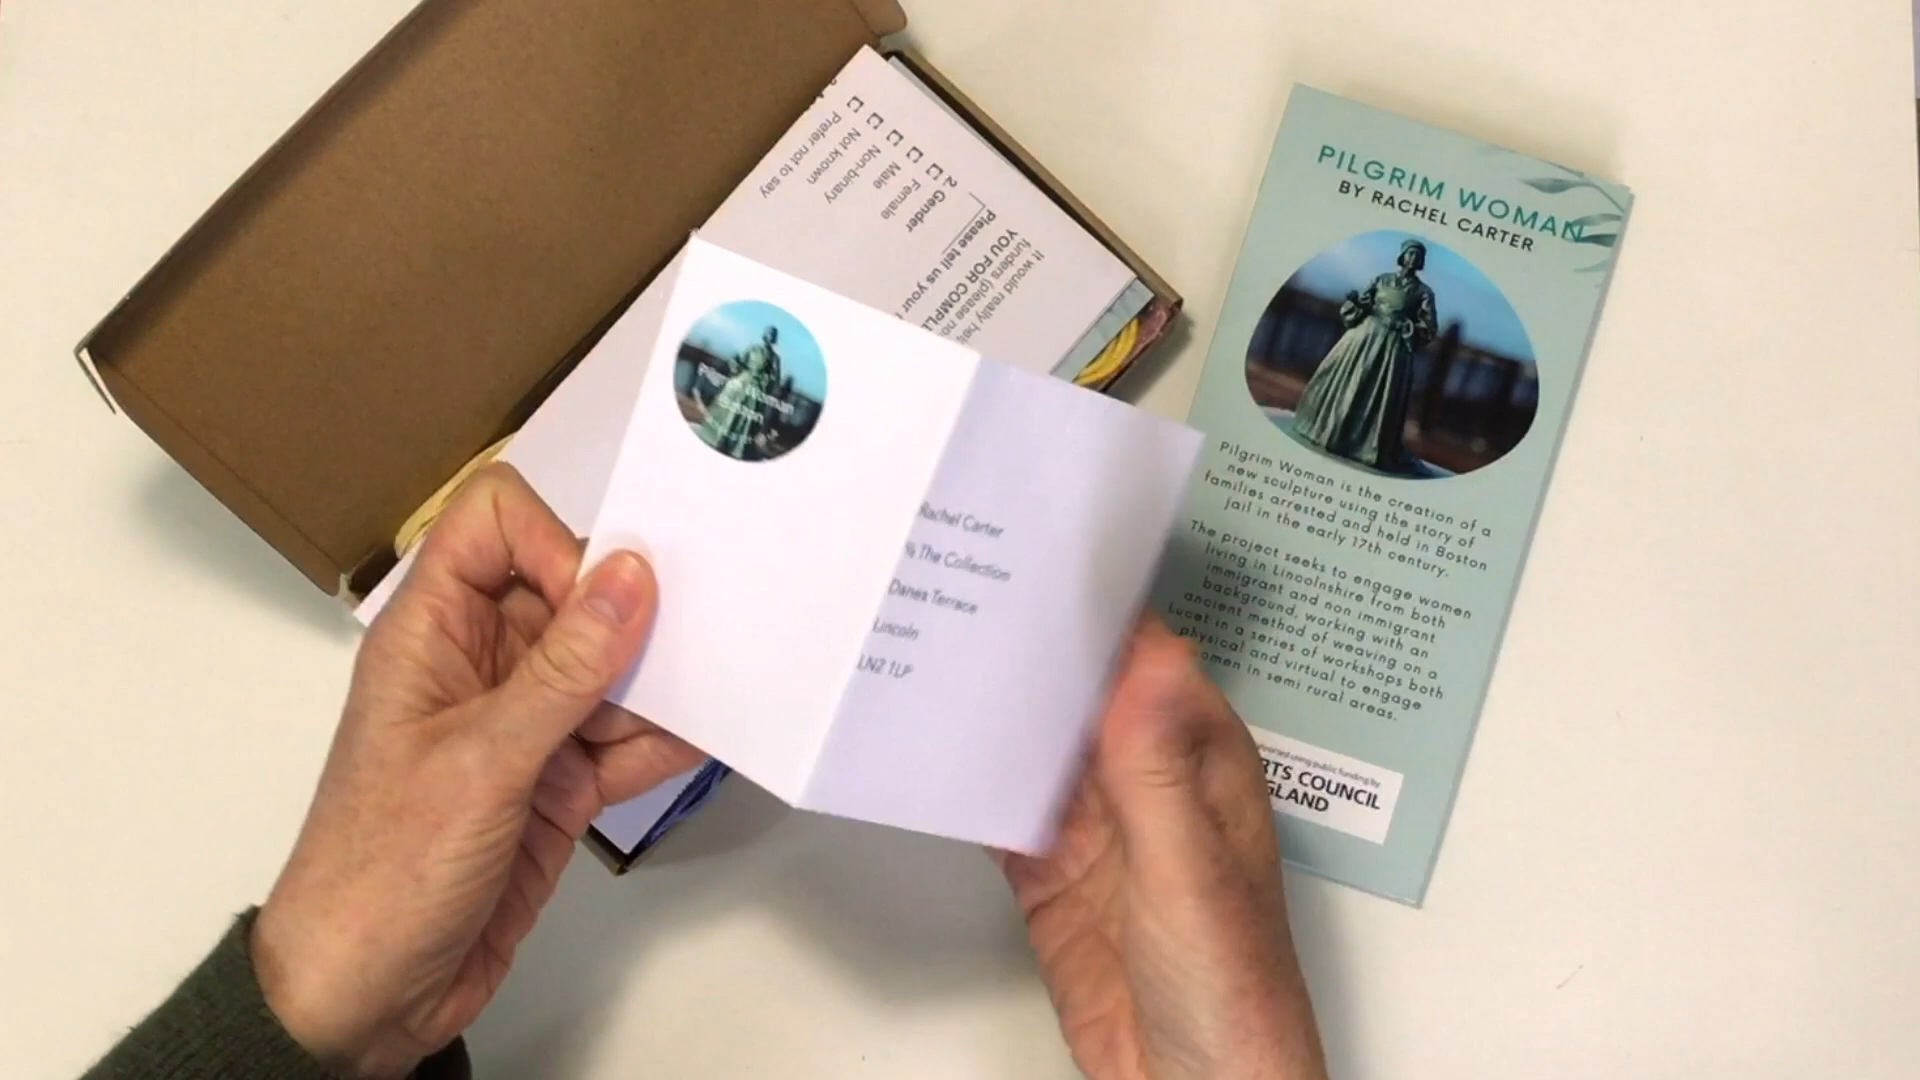 2. Gender
Female
Male
Non-binary
Not known
Prefer not to say
It would really
funders (please
YOU FOR
Please tell us your
Rachel Carter
℅ The Collection
Danes Terrace
Lincoln
LN2 1LP
PILGRIM WOMAN
BY RACHEL CARTER
Pilgrim Woman is the creation of a
new sculpture using the story of
families arrested and held in Boston
jail in the early 17th century.
The project seeks to engage women
living in Lincolnshire from both
immigrant and non immigrant
background, working with an
ancient method of weaving on a
Lucet in a series of workshops both
physical and virtual to engage
women in semi rural areas.
public funding by
ARTS COUNCIL
ENGLAND